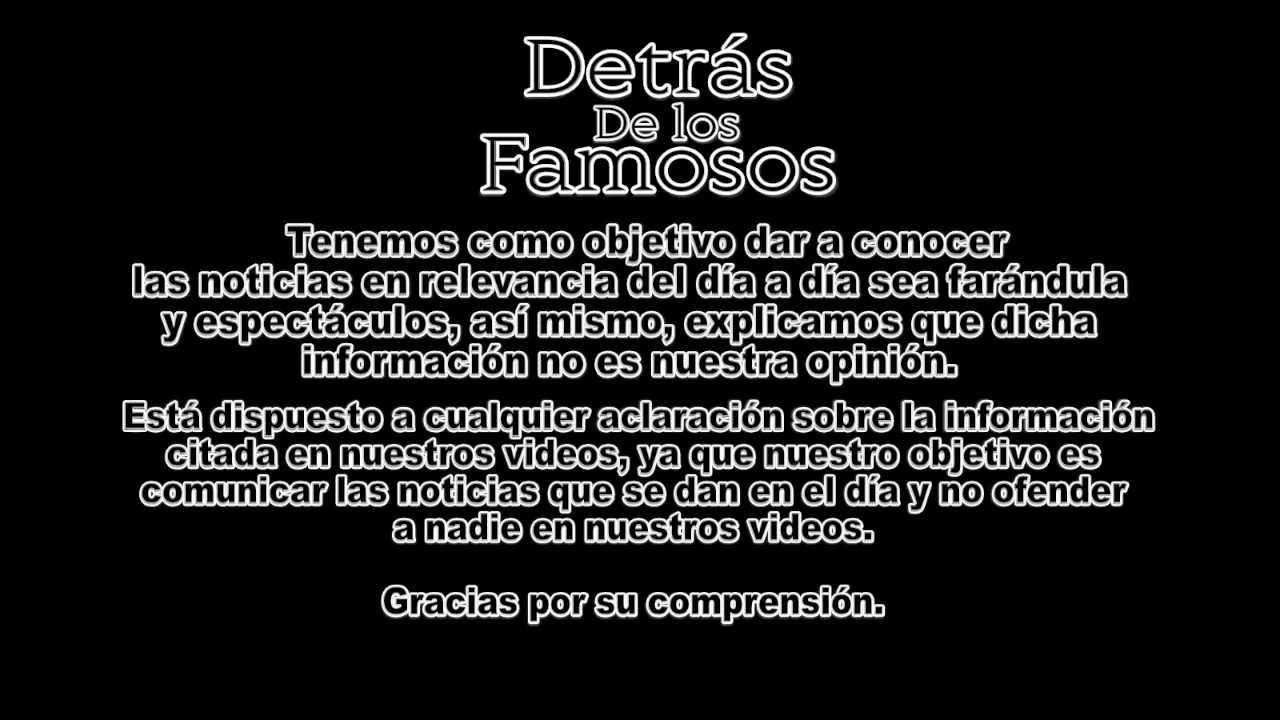 Detrás
De los
Famosos
Tenemos como objetivo dar a conocer
las noticias en relevancia del día a día sea farándula
y espectáculos, así mismo, explicamos que dicha
información no es nuestra opinión.
Está dispuesto a cualquier aclaración sobre la información
citada en nuestros videos, ya que nuestro objetivo es
comunicar las noticias que se dan en el día y no ofender
a nadie en nuestros videos.
Gracias por su comprensión.